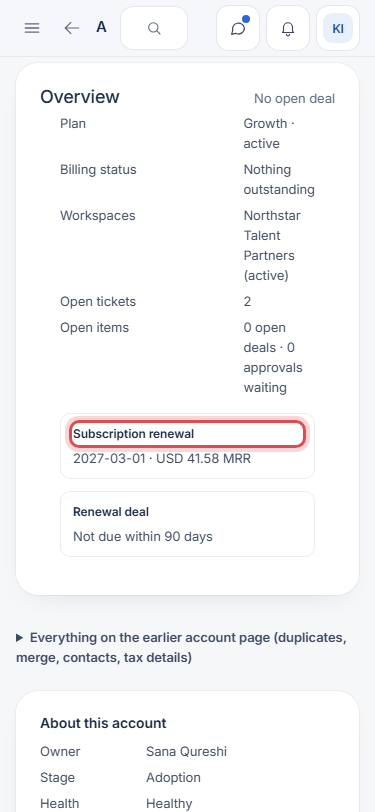 A
KI
Overview
No open deal
Plan
Growth ·
active
Billing status
Nothing
outstanding
Workspaces
Northstar
Talent
Partners
(active)
Open tickets
2
Open items
0 open
deals · 0
approvals
waiting
Subscription renewal
2027-03-01 · USD 41.58 MRR
Renewal deal
Not due within 90 days
Everything on the earlier account page (duplicates,
merge, contacts, tax details)
About this account
Owner
Sana Qureshi
Stage
Adoption
Health
Healthy